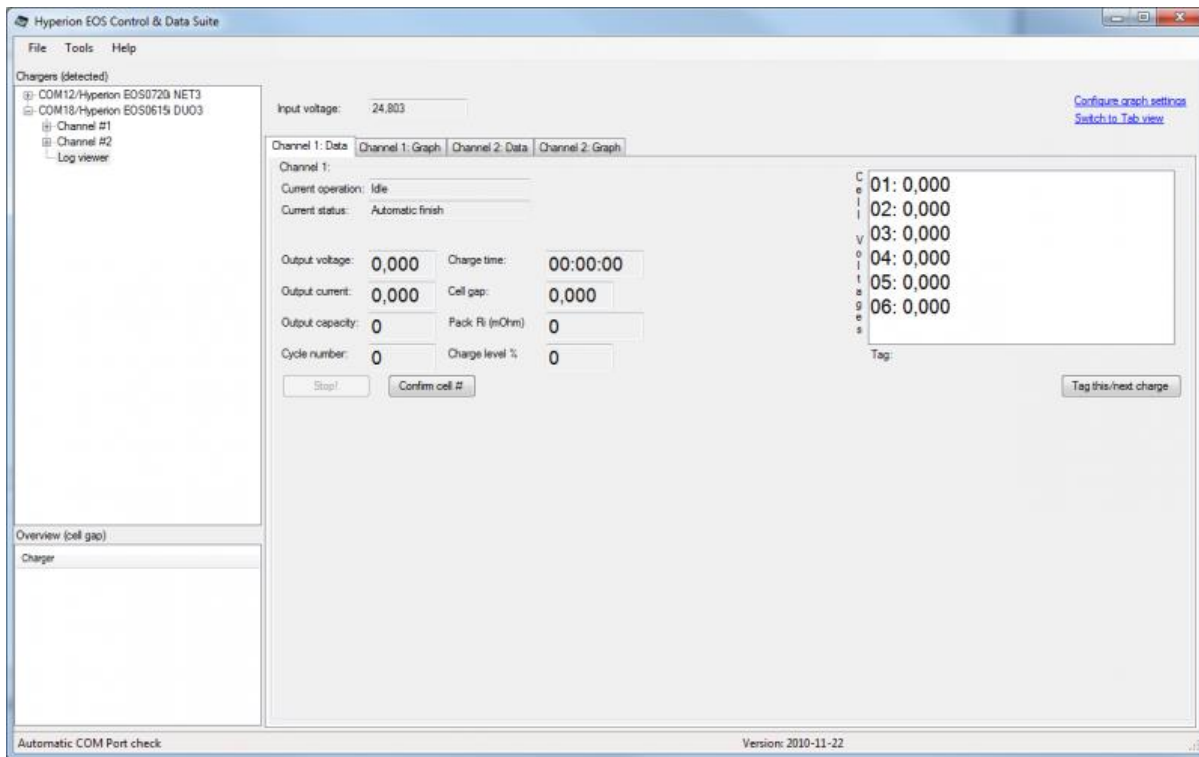 Hyperion EOS Control & Data Suite
File Tools Help
Chargers (detected)
COM12/Hyperion EOS0720i NET3
COM18/Hyperion EOS0615i DUO3
Channel #1
Channel #2
Log viewer
Overview (cell gap)
Charger
Input voltage: 24,803
Configure graph settings
Switch to Tab view
Channel 1: Data Channel 1: Graph Channel 2: Data Channel 2: Graph
Channel 1:
Current operation: Idle
Current status: Automatic finish
Output voltage: 0,000 Charge time: 00:00:00
Output current: 0,000 Cell gap: 0,000
Output capacity: 0 Pack Ri (mOhm) 0
Cycle number: 0 Charge level % 0
Stop! Confirm cell #
Cell Voltages
01: 0,000
02: 0,000
03: 0,000
04: 0,000
05: 0,000
06: 0,000
Tag:
Tag this/next charge
Automatic COM Port check Version: 2010-11-22